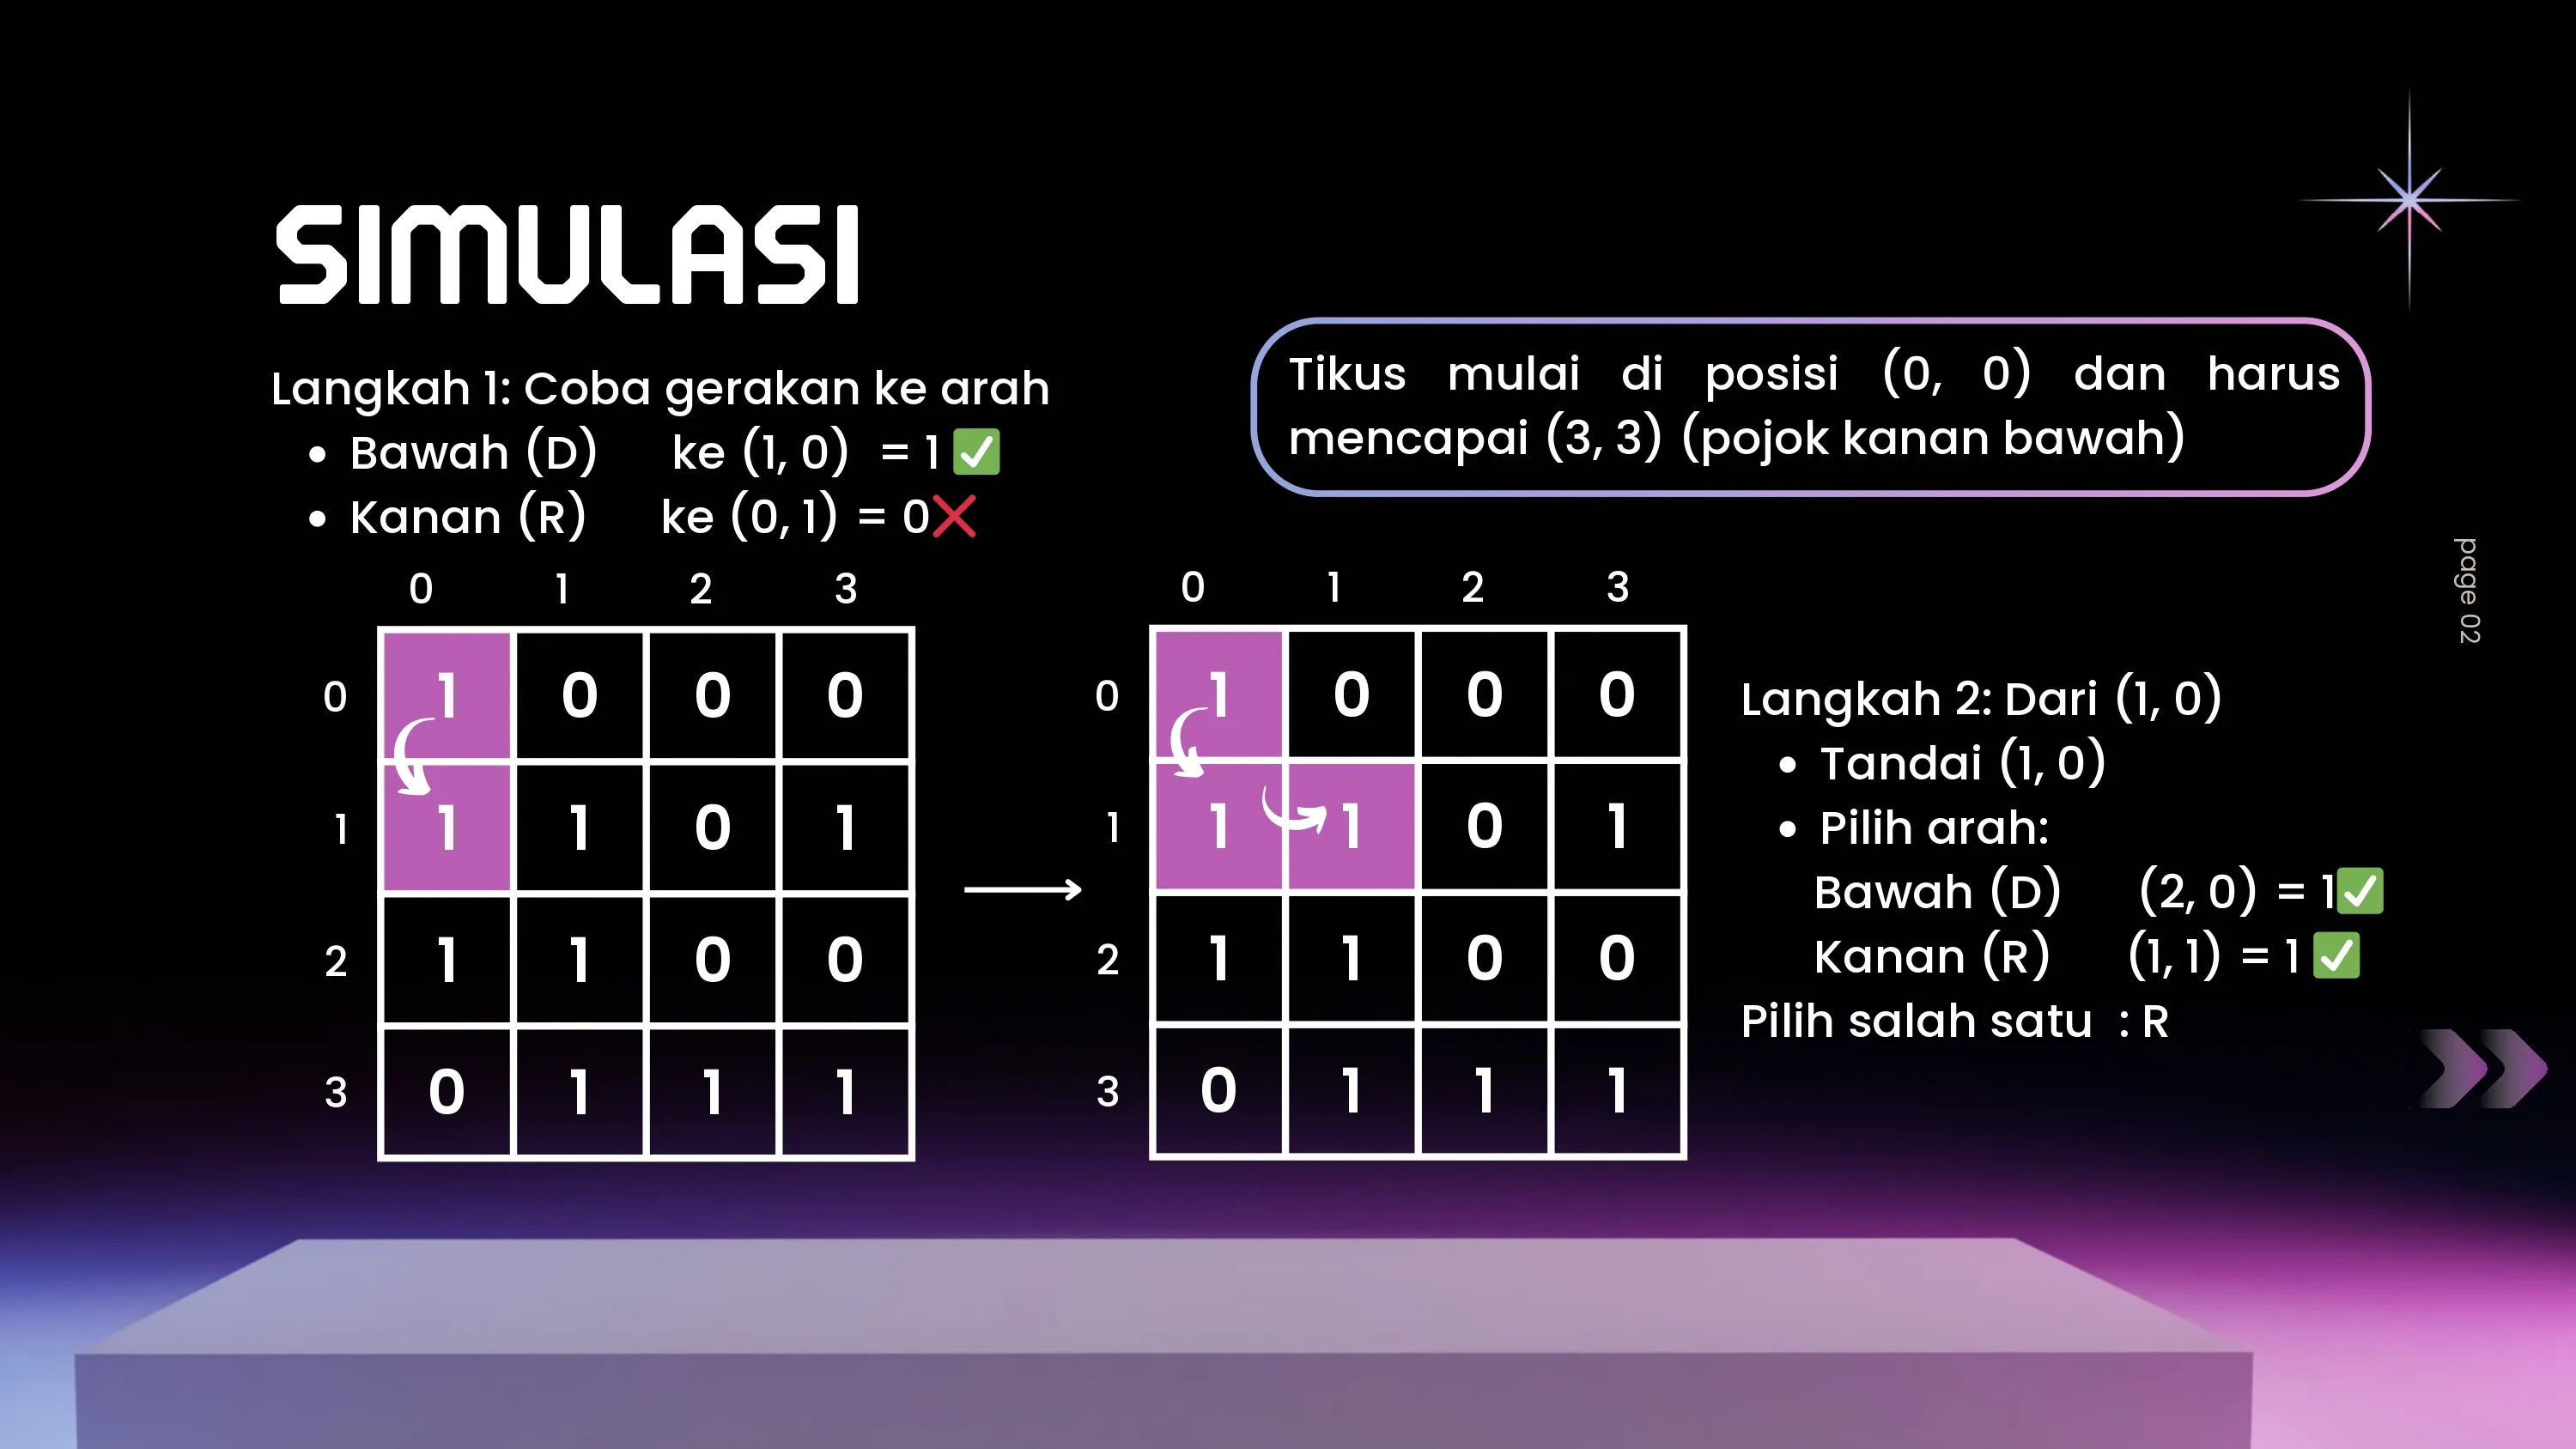 SIMULASI
Langkah 1: Coba gerakan ke arah
• Bawah (D) ke (1, 0) = 1 ✅
• Kanan (R) ke (0, 1) = 0❌
Tikus mulai di posisi (0, 0) dan harus
mencapai (3, 3) (pojok kanan bawah)
page 02
0 1 2 3
0 1 0 0 0
1 1 1 0 1
2 1 1 0 0
3 0 1 1 1
0 1 2 3
0 1 0 0 0
1 1 1 0 1
2 1 1 0 0
3 0 1 1 1
Langkah 2: Dari (1, 0)
• Tandai (1, 0)
• Pilih arah:
Bawah (D) (2, 0) = 1✅
Kanan (R) (1, 1) = 1 ✅
Pilih salah satu : R